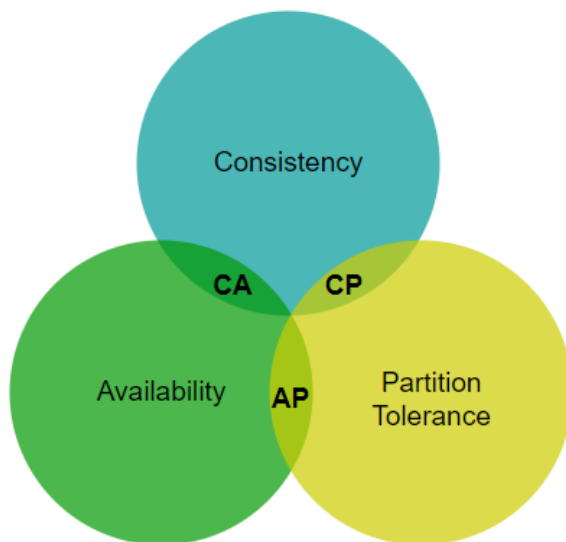 Consistency
CA
CP
Availability
AP
Partition
Tolerance